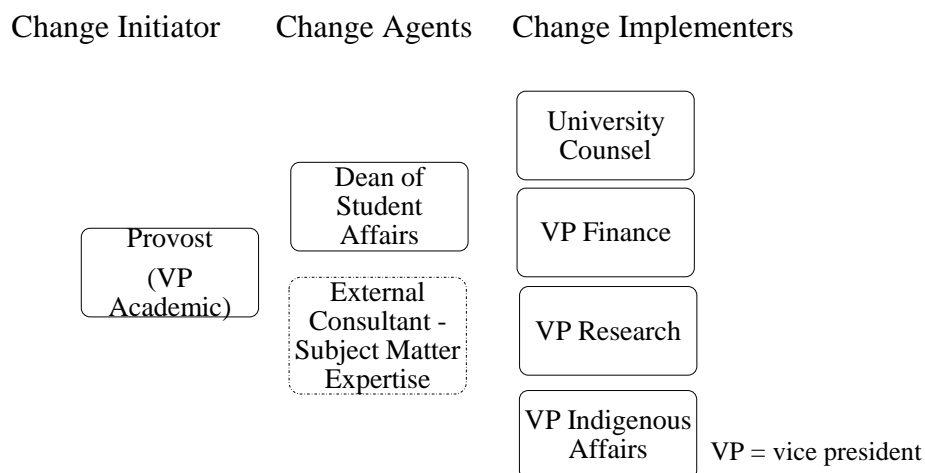 Change Initiator
Change Agents
Change Implementers
Provost
(VP
Academic)
Dean of
Student
Affairs
External
Consultant -
Subject Matter
Expertise
University
Counsel
VP Finance
VP Research
VP Indigenous
Affairs
VP = vice president